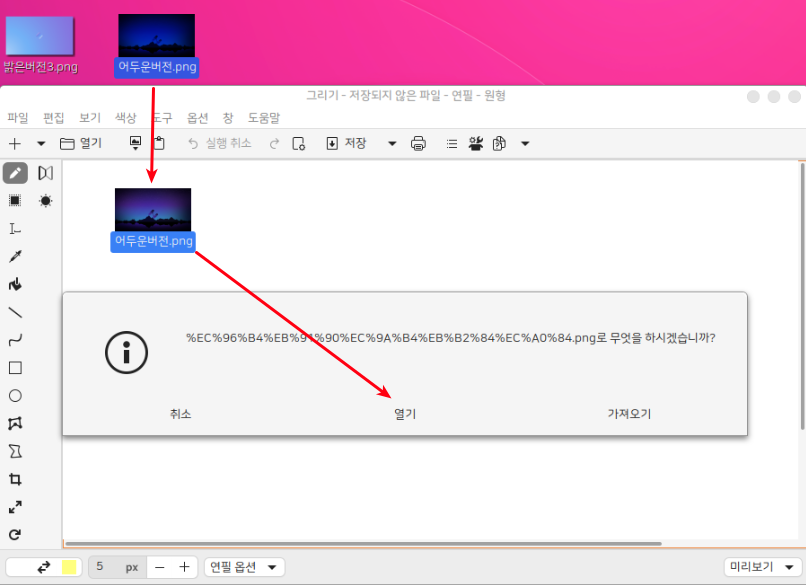 밝은버전3.png
어두운버전.png
그리기 - 저장되지 않은 파일 - 연필 - 원형
파일 편집 보기 색상 도구 옵션 창 도움말
열기 실행 취소 저장
어두운버전.png
%EC%96%B4%EB%91%90%EC%9A%B4%EB%B2%84%EC%A0%84.png로 무엇을 하시겠습니까?
취소 열기 가져오기
5 px 연필 옵션 미리보기